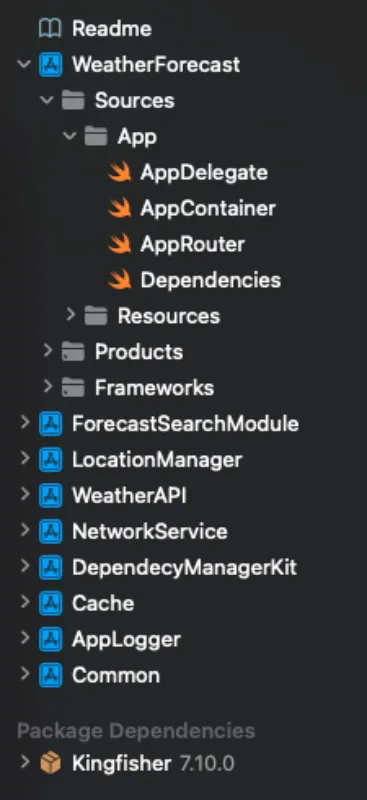 Readme
WeatherForecast
Sources
App
AppDelegate
AppContainer
AppRouter
Dependencies
Resources
Products
Frameworks
ForecastSearchModule
LocationManager
WeatherAPI
NetworkService
DependecyManagerKit
Cache
AppLogger
Common
Package Dependencies
Kingfisher 7.10.0